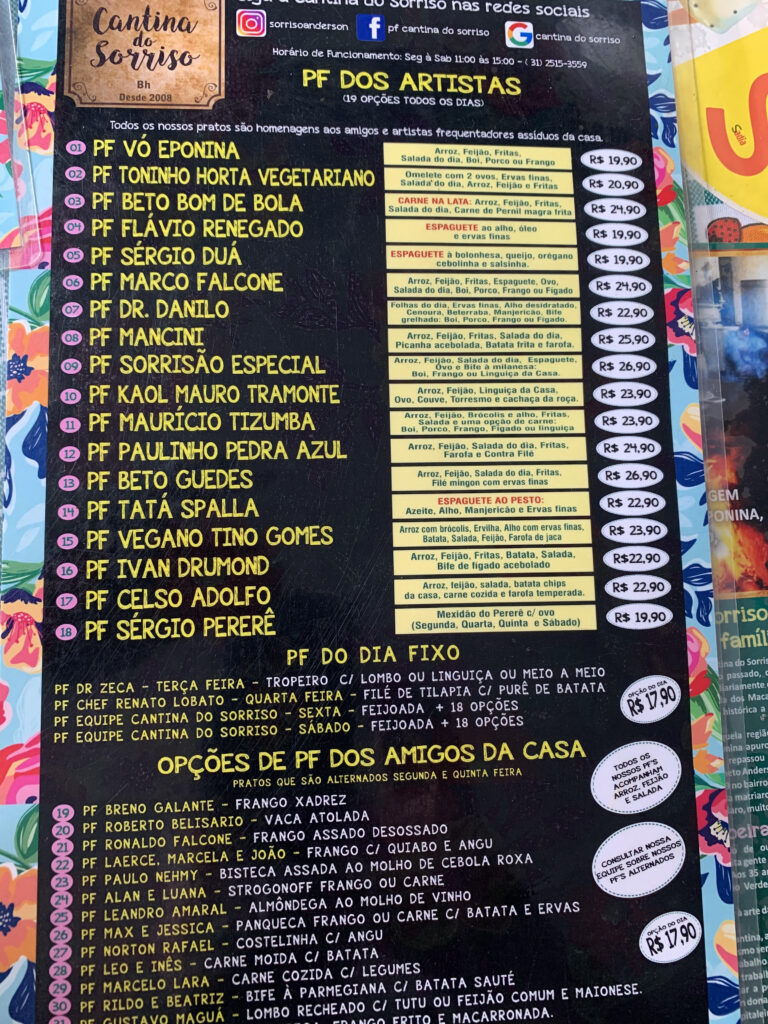 Cantina
do
Sorriso
Bh
Desde 2008
a Cantina do Sorriso nas redes sociais
sorrisoanderson
pf cantina do sorriso
cantina do sorriso
Horário de Funcionamento: Seg à Sab 11:00 às 15:00 - (31) 2515-3559
PF DOS ARTISTAS
(19 OPÇÕES TODOS OS DIAS)
Todos os nossos pratos são homenagens aos amigos e artistas frequentadores assíduos da casa.
01 PF VÓ EPONINA
Arroz, Feijão, Fritas,
Salada do dia, Boi, Porco ou Frango
R$ 19,90
02 PF TONINHO HORTA VEGETARIANO
Omelete com 2 ovos, Ervas finas,
Salada do dia, Arroz, Feijão e Fritas
R$ 20,90
03 PF BETO BOM DE BOLA
CARNE NA LATA: Arroz, Feijão, Fritas,
Salada do dia, Carne de Pernil magra frita
R$ 24,90
04 PF FLÁVIO RENEGADO
ESPAGUETE ao alho, óleo
e ervas finas
R$ 19,90
05 PF SÉRGIO DUÁ
ESPAGUETE à bolonhesa, queijo, orégano
cebolinha e salsinha.
R$ 19,90
06 PF MARCO FALCONE
Arroz, Feijão, Fritas, Espaguete, Ovo,
Salada do dia, Boi, Porco, Frango ou Figado
R$ 24,90
07 PF DR. DANILO
Folhas do dia, Ervas finas, Alho desidratado,
Cenoura, Beterraba, Manjericão, Bife
grelhado: Boi, Porco, Frango ou Figado.
R$ 22,90
08 PF MANCINI
Arroz, Feijão, Fritas, Salada do dia,
Picanha acebolada, Batata frita e farofa.
R$ 25,90
09 PF SORRISÃO ESPECIAL
Arroz, Feijão, Salada do dia, Espaguete,
Ovo e Bife à milanesa:
Boi, Frango ou Linguiça da Casa.
R$ 26,90
10 PF KAOL MAURO TRAMONTE
Arroz, Feijão, Linguiça da Casa,
Ovo, Couve, Torresmo e cachaça da roça.
R$ 23,90
11 PF MAURÍCIO TIZUMBA
Arroz, Feijão, Brócolis e alho, Fritas,
Salada e uma opção de carne:
Boi, Porco, Frango, Figado ou linguiça
R$ 23,90
12 PF PAULINHO PEDRA AZUL
Arroz, Feijão, Salada do dia, Fritas,
Farofa e Contra Filé
R$ 24,90
13 PF BETO GUEDES
Arroz, Feijão, Salada do dia, Fritas,
Filé mingon com ervas finas
R$ 26,90
14 PF TATÁ SPALLA
ESPAGUETE AO PESTO:
Azeite, Alho, Manjericão e Ervas finas
R$ 22,90
15 PF VEGANO TINO GOMES
Arroz com brócolis, Ervilha, Alho com ervas finas,
Batata, Salada, Feijão, Farofa de jaca
R$ 23,90
16 PF IVAN DRUMOND
Arroz, Feijão, Fritas, Batata, Salada,
Bife de figado acebolado
R$22,90
17 PF CELSO ADOLFO
Arroz, feijão, salada, batata chips
da casa, carne cozida e farofa temperada.
R$ 22,90
18 PF SÉRGIO PERERÊ
Mexidão do Pererê c/ ovo
(Segunda, Quarta, Quinta e Sábado)
R$ 19,90
PF DO DIA FIXO
PF DR ZECA - TERÇA FEIRA - TROPEIRO C/ LOMBO OU LINGUIÇA OU MEIO A MEIO
PF CHEF RENATO LOBATO - QUARTA FEIRA - FILÉ DE TILAPIA C/ PURÊ DE BATATA
PF EQUIPE CANTINA DO SORRISO - SEXTA - FEIJOADA + 18 OPÇÕES
PF EQUIPE CANTINA DO SORRISO - SÁBADO - FEIJOADA + 18 OPÇÕES
OPÇÃO DO DIA
R$ 17,90
OPÇÕES DE PF DOS AMIGOS DA CASA
PRATOS QUE SÃO ALTERNADOS SEGUNDA E QUINTA FEIRA
TODOS OS
NOSSOS PF'S
ACOMPANHAM
ARROZ, FEIJÃO
E SALADA
19 PF BRENO GALANTE - FRANGO XADREZ
20 PF ROBERTO BELISARIO - VACA ATOLADA
21 PF RONALDO FALCONE - FRANGO ASSADO DESOSSADO
22 PF LAERCE, MARCELA E JOÃO - FRANGO C/ QUIABO E ANGU
23 PF PAULO NEHMY - BISTECA ASSADA AO MOLHO DE CEBOLA ROXA
24 PF ALAN E LUANA - STROGONOFF FRANGO OU CARNE
25 PF LEANDRO AMARAL - ALMÔNDEGA AO MOLHO DE VINHO
26 PF MAX E JESSICA - PANQUECA FRANGO OU CARNE C/ BATATA E ERVAS
27 PF NORTON RAFAEL - COSTELINHA C/ ANGU
28 PF LEO E INÊS - CARNE MOIDA C/ BATATA
29 PF MARCELO LARA - CARNE COZIDA C/ LEGUMES
30 PF RILDO E BEATRIZ - BIFE À PARMEGIANA C/ BATATA SAUTÉ
PF GUSTAVO MAGUÁ - LOMBO RECHEADO C/ TUTU OU FEIJÃO COMUM E MAIONESE.
FRANGO FRITO E MACARRONADA.
CONSULTAR NOSSA
EQUIPE SOBRE NOSSOS
PF'S ALTERNADOS
OPÇÃO DO DIA
R$ 17,90
Sadia